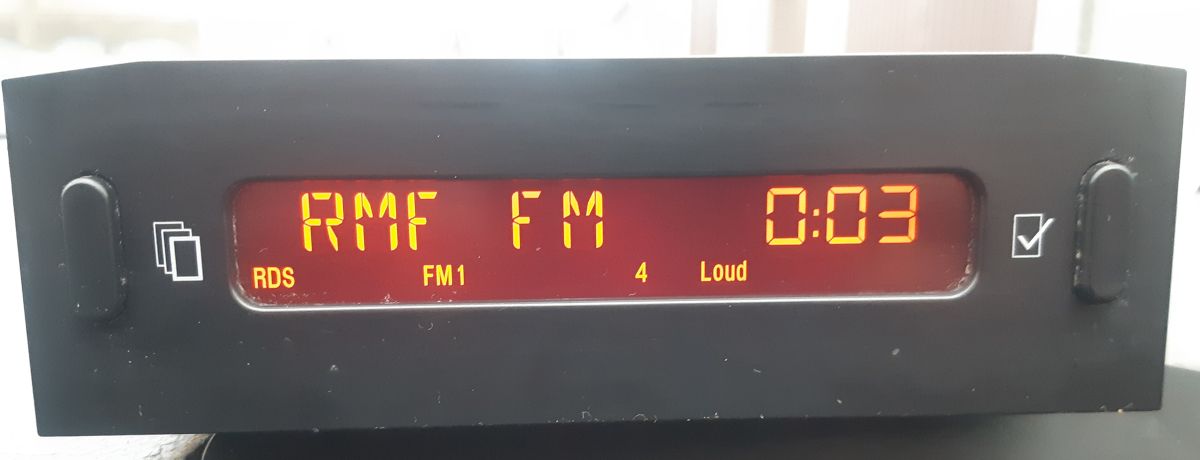 RMF FM 0:03
RDS FM1 4 Loud